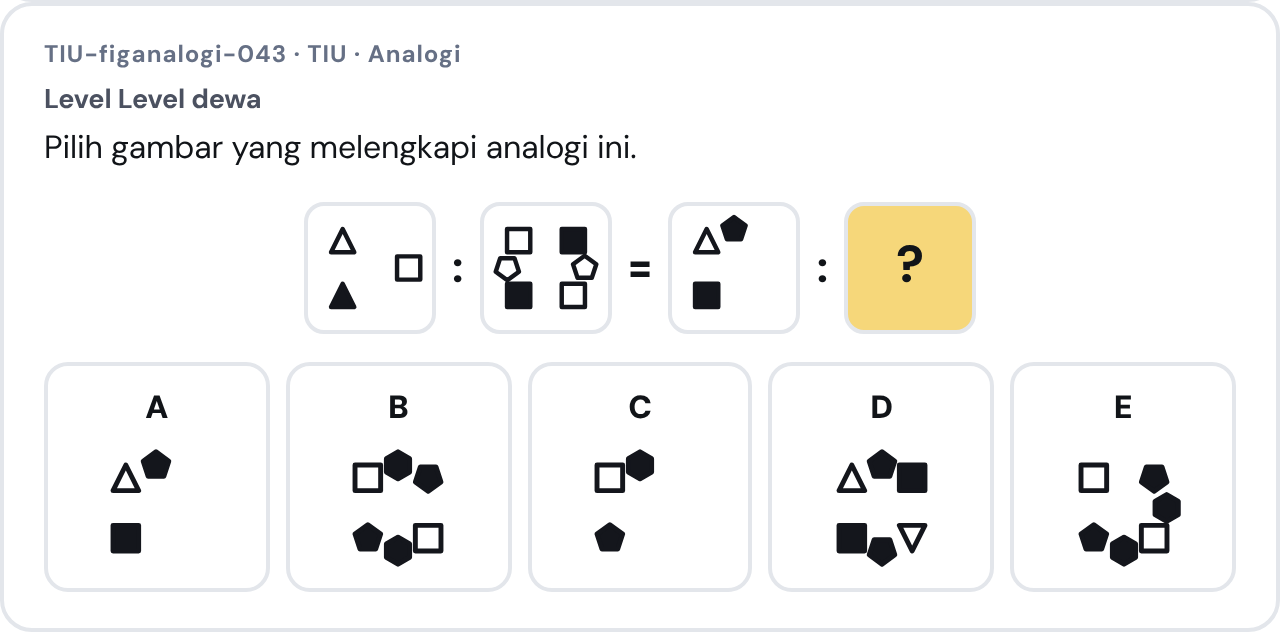 TIU-figanalogi-043 · TIU · Analogi
Level Level dewa
Pilih gambar yang melengkapi analogi ini.
: = : ?
A B C D E